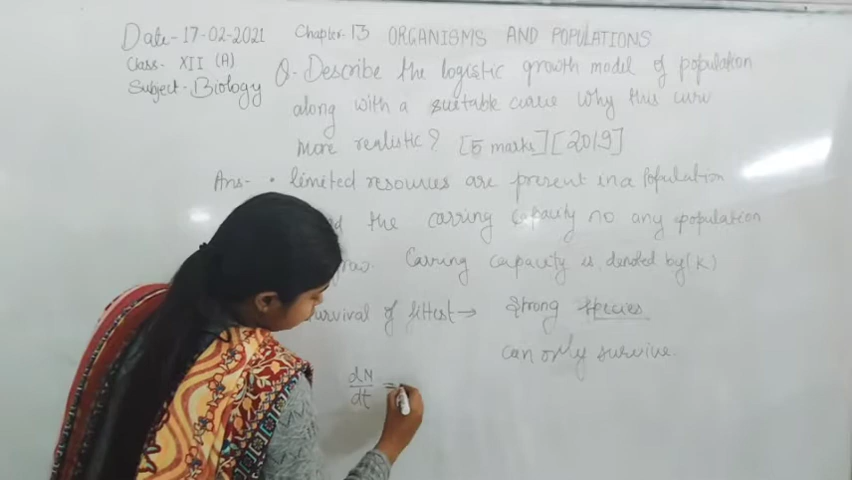 Date- 17-02-2021 Chapter- 13 ORGANISMS AND POPULATIONS
Class- XII (A)
Subject- Biology
Q. Describe the logistic growth model of population
along with a suitable curve why this curv
more realistic? [5 marks] [2019]
Ans- • limited resources are present in a Population
the carring capacity no any population
grow. Carring capacity is denoted by (K)
Survival of fittest → Strong species
can only survive.
dN
dt =